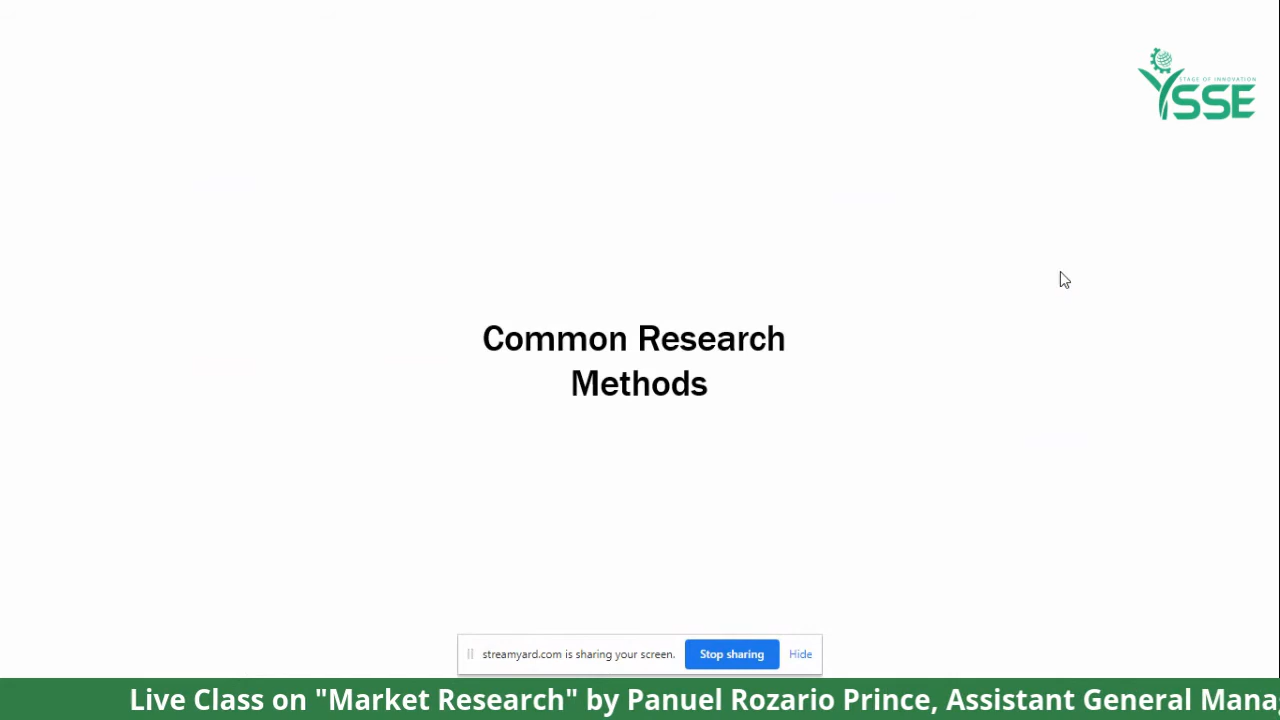 STAGE OF INNOVATION
YSSE
Common Research
Methods
streamyard.com is sharing your screen.
Stop sharing
Hide
Live Class on "Market Research" by Panuel Rozario Prince, Assistant General Mana